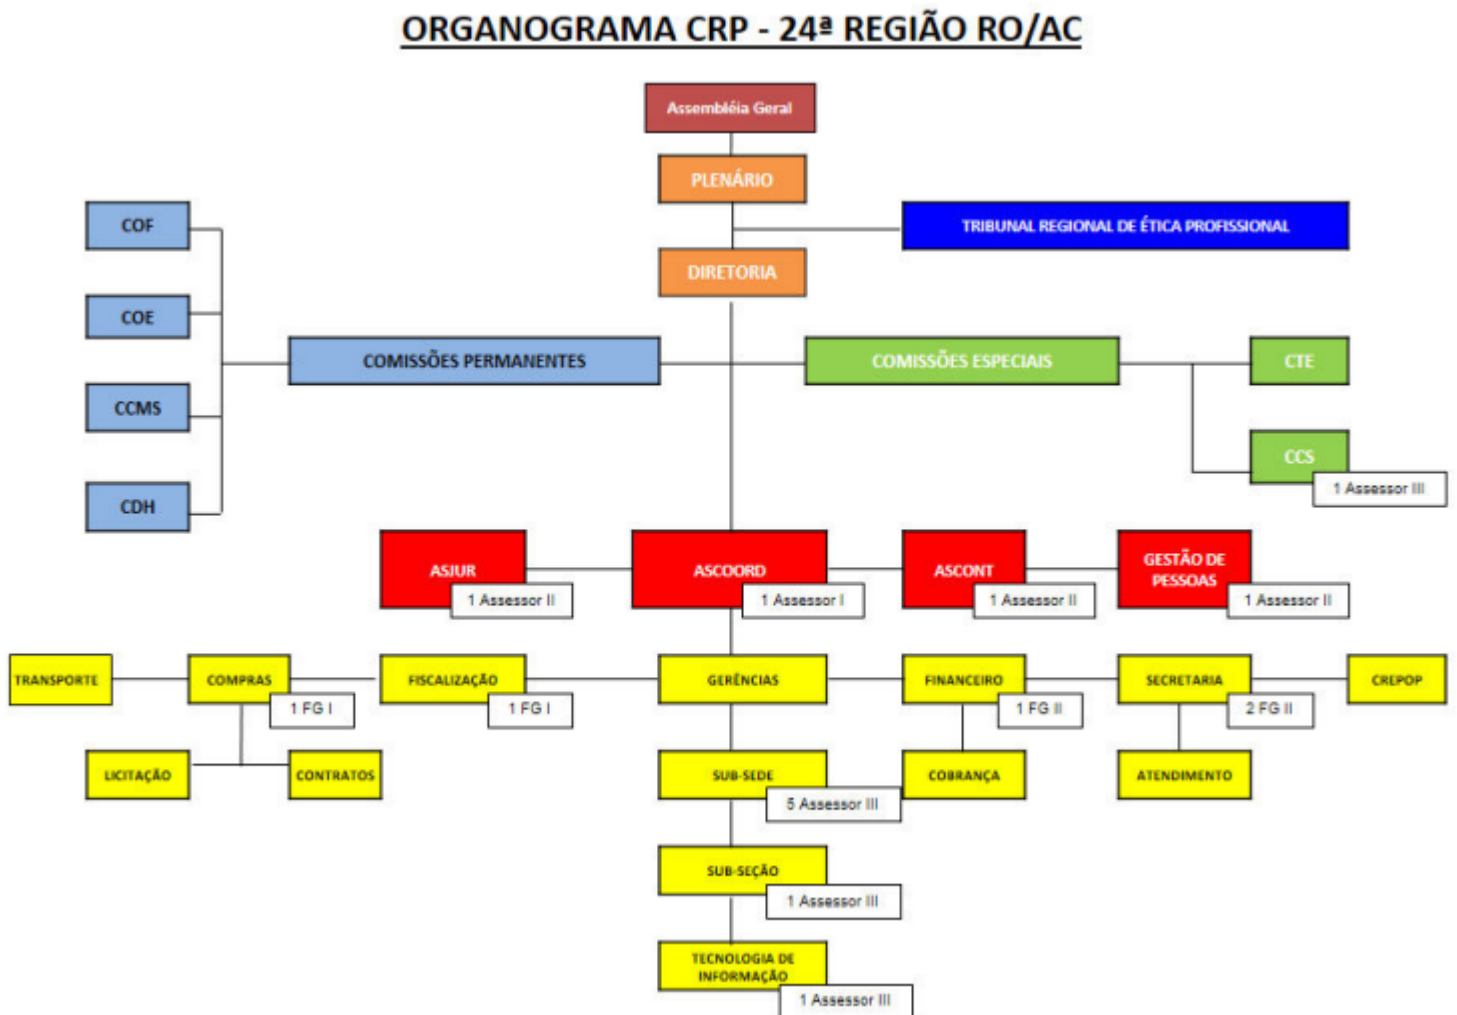 ORGANOGRAMA CRP - 24ª REGIÃO RO/AC
Assembléia Geral
PLENÁRIO
COF
TRIBUNAL REGIONAL DE ÉTICA PROFISSIONAL
DIRETORIA
COE
COMISSÕES PERMANENTES
COMISSÕES ESPECIAIS
CTE
CCMS
CCS
1 Assessor III
CDH
ASJUR
1 Assessor II
ASCOORD
1 Assessor I
ASCONT
1 Assessor II
GESTÃO DE
PESSOAS
1 Assessor II
TRANSPORTE
COMPRAS
1 FG I
FISCALIZAÇÃO
1 FG I
GERÊNCIAS
FINANCEIRO
1 FG II
SECRETARIA
2 FG II
CREPOP
LICITAÇÃO
CONTRATOS
SUB-SEDE
5 Assessor III
COBRANÇA
ATENDIMENTO
SUB-SEÇÃO
1 Assessor III
TECNOLOGIA DE
INFORMAÇÃO
1 Assessor III